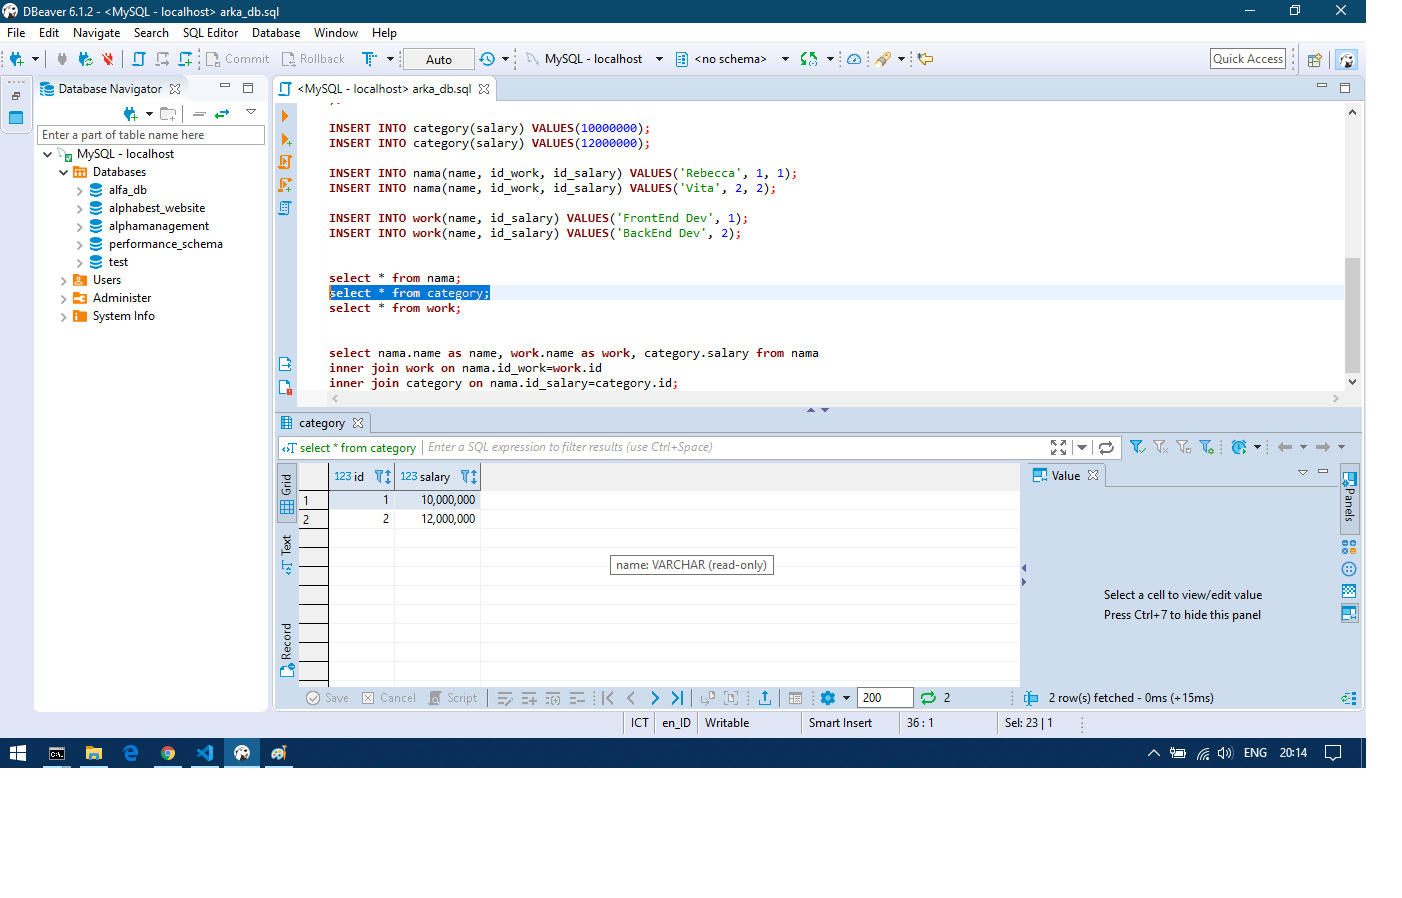 DBeaver 6.1.2 - <MySQL - localhost> arka_db.sql
File Edit Navigate Search SQL Editor Database Window Help
Commit Rollback Auto MySQL - localhost <no schema> Quick Access
Database Navigator
Enter a part of table name here
MySQL - localhost
Databases
alfa_db
alphabest_website
alphamanagement
performance_schema
test
Users
Administer
System Info
<MySQL - localhost> arka_db.sql
);
INSERT INTO category(salary) VALUES(10000000);
INSERT INTO category(salary) VALUES(12000000);
INSERT INTO nama(name, id_work, id_salary) VALUES('Rebecca', 1, 1);
INSERT INTO nama(name, id_work, id_salary) VALUES('Vita', 2, 2);
INSERT INTO work(name, id_salary) VALUES('FrontEnd Dev', 1);
INSERT INTO work(name, id_salary) VALUES('BackEnd Dev', 2);
select * from nama;
select * from category;
select * from work;
select nama.name as name, work.name as work, category.salary from nama
inner join work on nama.id_work=work.id
inner join category on nama.id_salary=category.id;
category
select * from category Enter a SQL expression to filter results (use Ctrl+Space)
Grid
Text
Record
123 id 123 salary
1 1 10,000,000
2 2 12,000,000
name: VARCHAR (read-only)
Value
Select a cell to view/edit value
Press Ctrl+7 to hide this panel
Panels
Save Cancel Script 200 2 2 row(s) fetched - 0ms (+15ms)
ICT en_ID Writable Smart Insert 36 : 1 Sel: 23 | 1
ENG 20:14